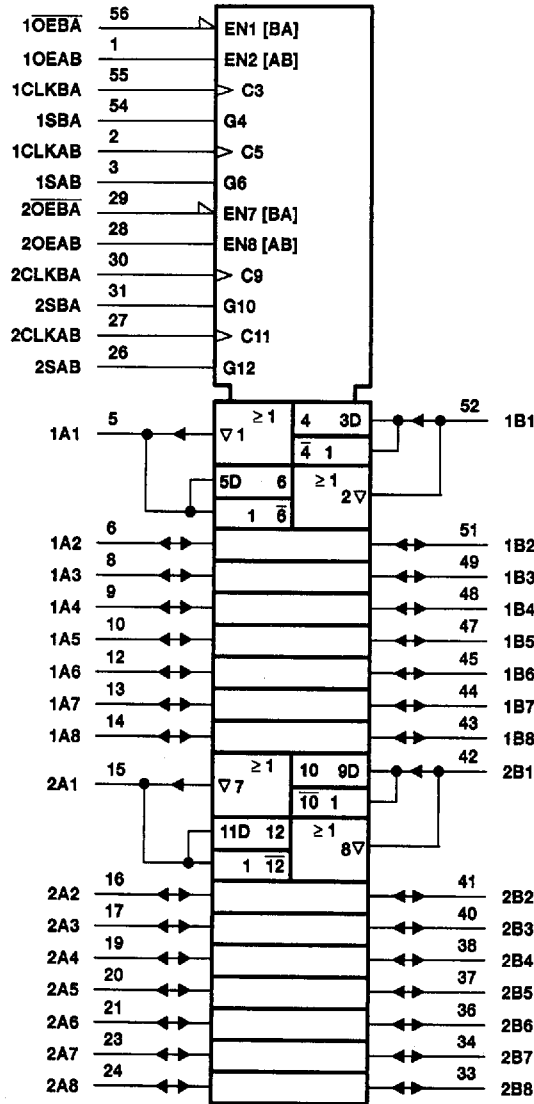 1O̅E̅B̅A̅ 56 EN1 [BA]
1OEAB 1 EN2 [AB]
1CLKBA 55 C3
1SBA 54 G4
1CLKAB 2 C5
1SAB 3 G6
2O̅E̅B̅A̅ 29 EN7 [BA]
2OEAB 28 EN8 [AB]
2CLKBA 30 C9
2SBA 31 G10
2CLKAB 27 C11
2SAB 26 G12
1A1 5 ▽1 ≥1 4 3D 52 1B1
4̅ 1
5D 6 ≥1 2▽
1 6̅
1A2 6 51 1B2
1A3 8 49 1B3
1A4 9 48 1B4
1A5 10 47 1B5
1A6 12 45 1B6
1A7 13 44 1B7
1A8 14 43 1B8
2A1 15 ▽7 ≥1 10 9D 42 2B1
1̅0̅ 1
11D 12 ≥1 8▽
1 1̅2̅
2A2 16 41 2B2
2A3 17 40 2B3
2A4 19 38 2B4
2A5 20 37 2B5
2A6 21 36 2B6
2A7 23 34 2B7
2A8 24 33 2B8